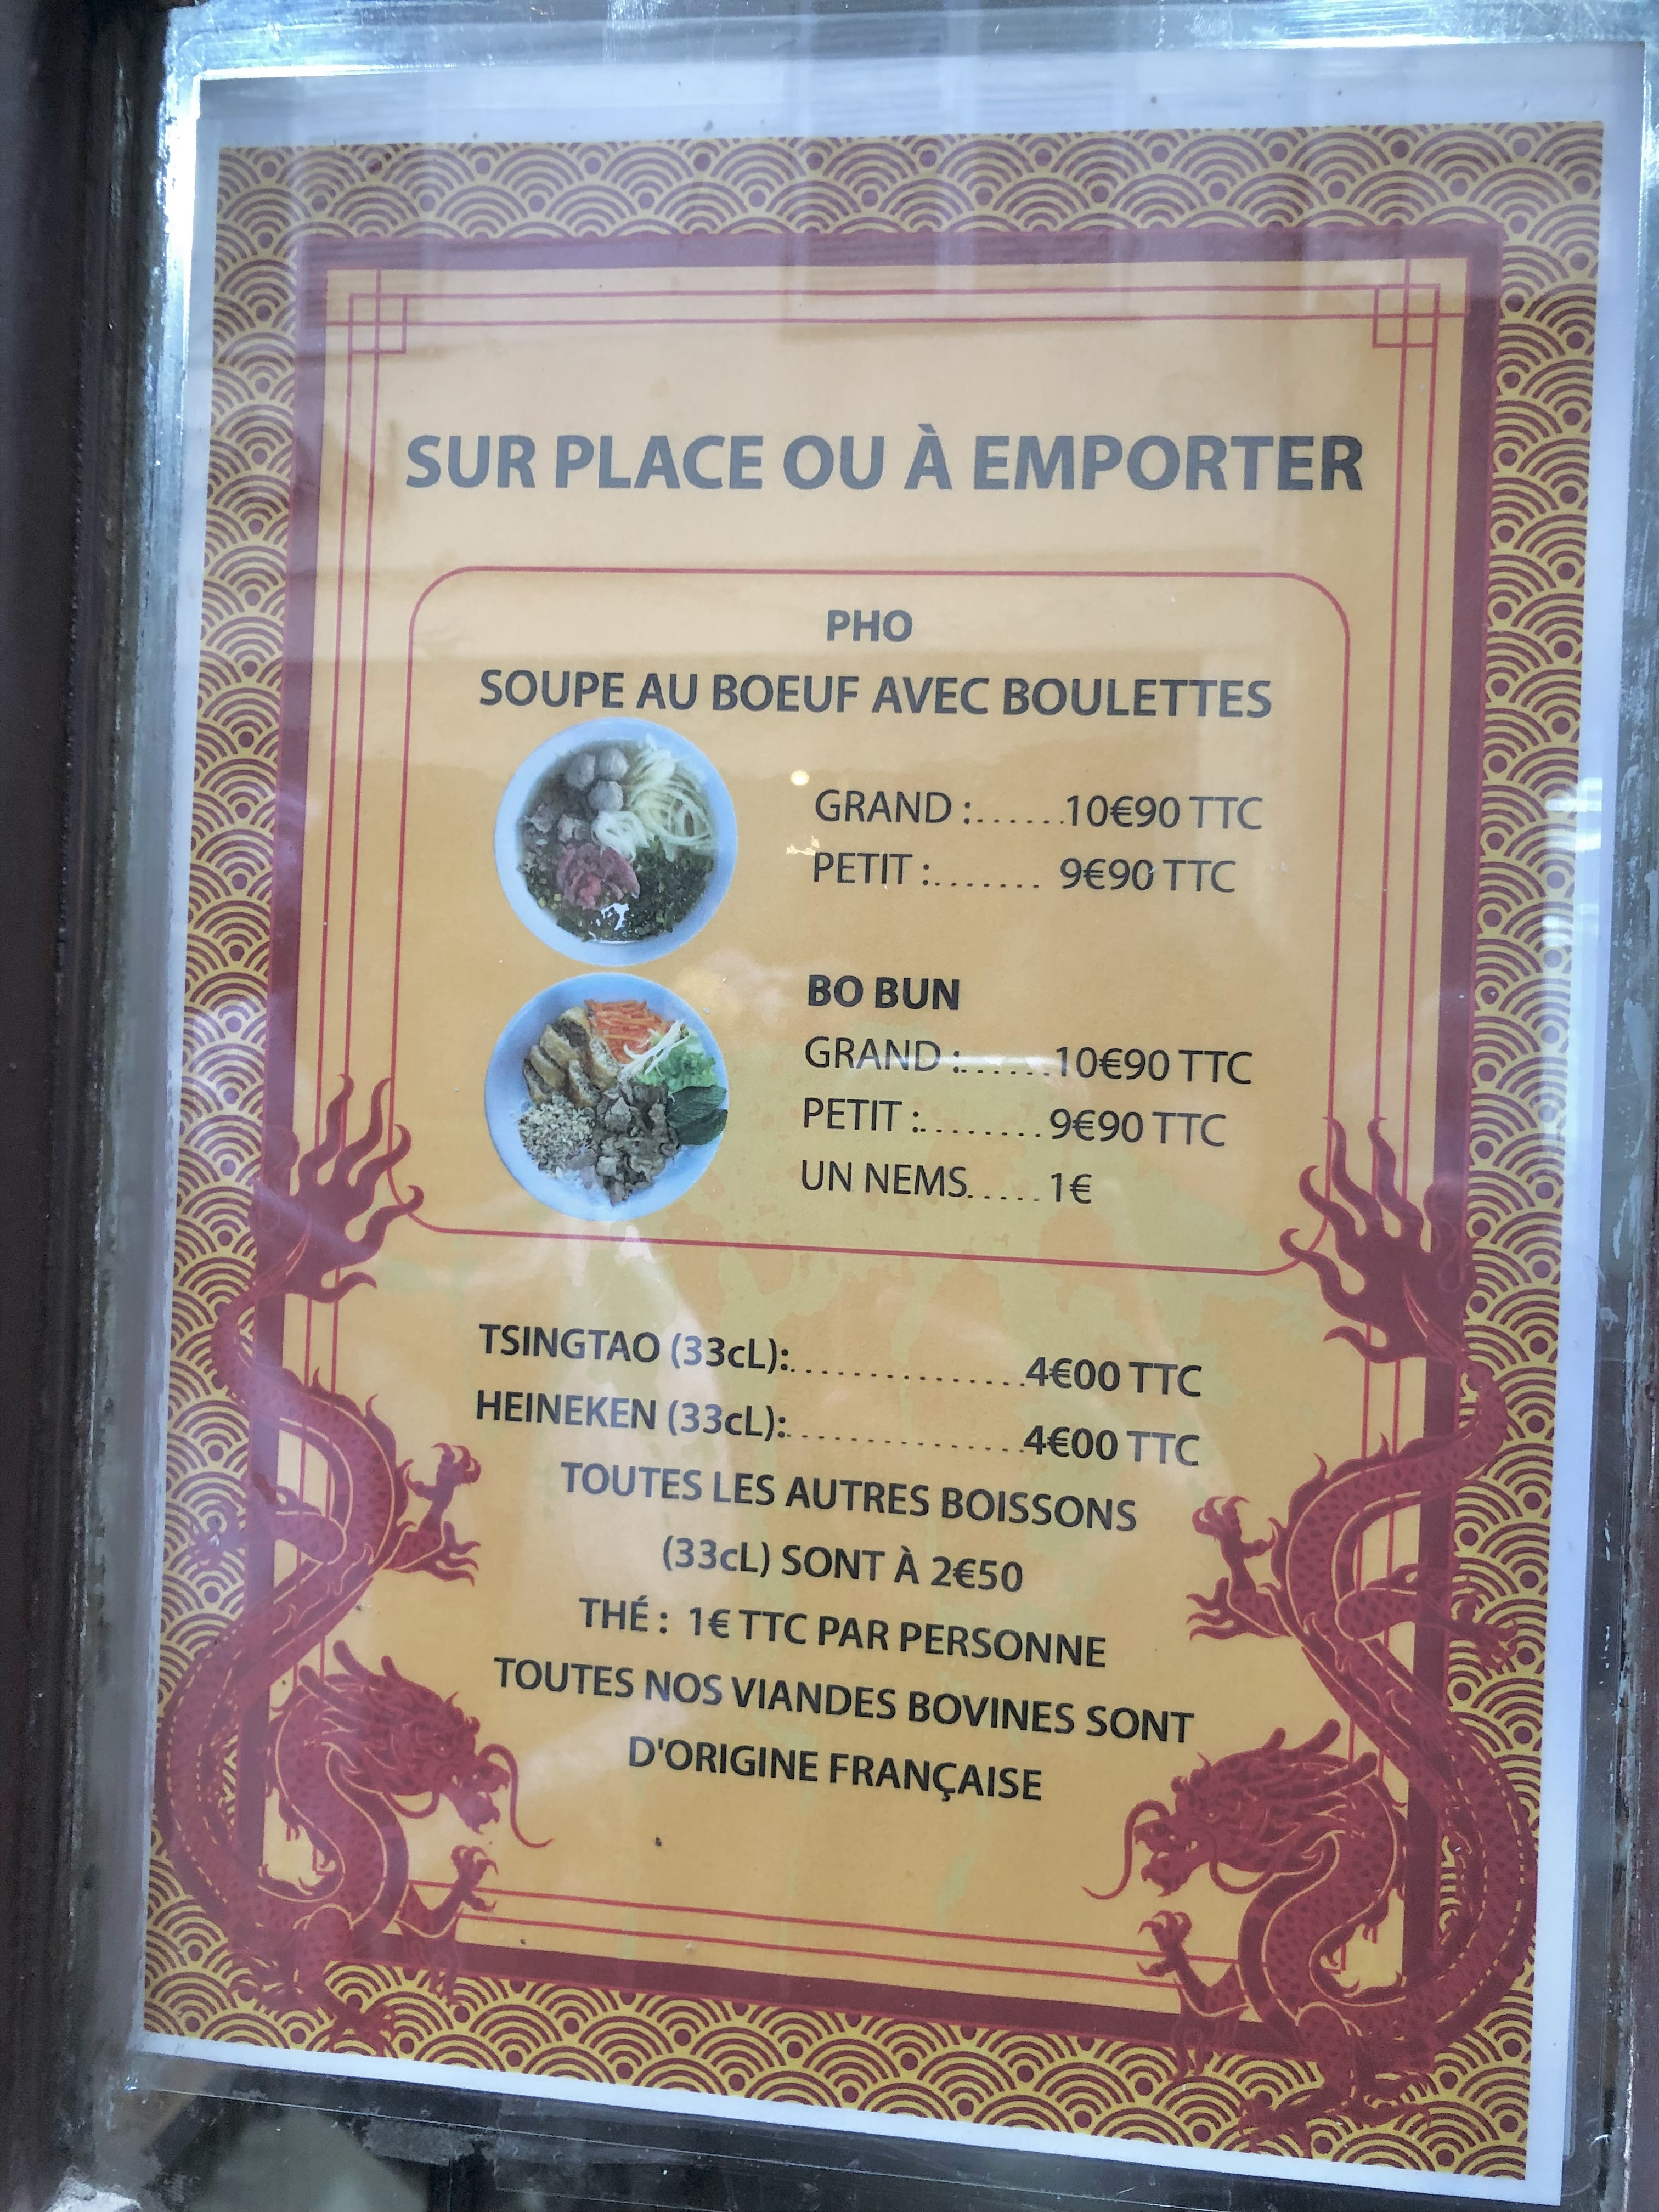 SUR PLACE OU À EMPORTER
PHO
SOUPE AU BOEUF AVEC BOULETTES
GRAND :......10€90 TTC
PETIT :....... 9€90 TTC
BO BUN
GRAND :......10€90 TTC
PETIT :........9€90 TTC
UN NEMS.....1€
TSINGTAO (33cL):...............4€00 TTC
HEINEKEN (33cL):...............4€00 TTC
TOUTES LES AUTRES BOISSONS
(33cL) SONT À 2€50
THÉ : 1€ TTC PAR PERSONNE
TOUTES NOS VIANDES BOVINES SONT
D'ORIGINE FRANÇAISE